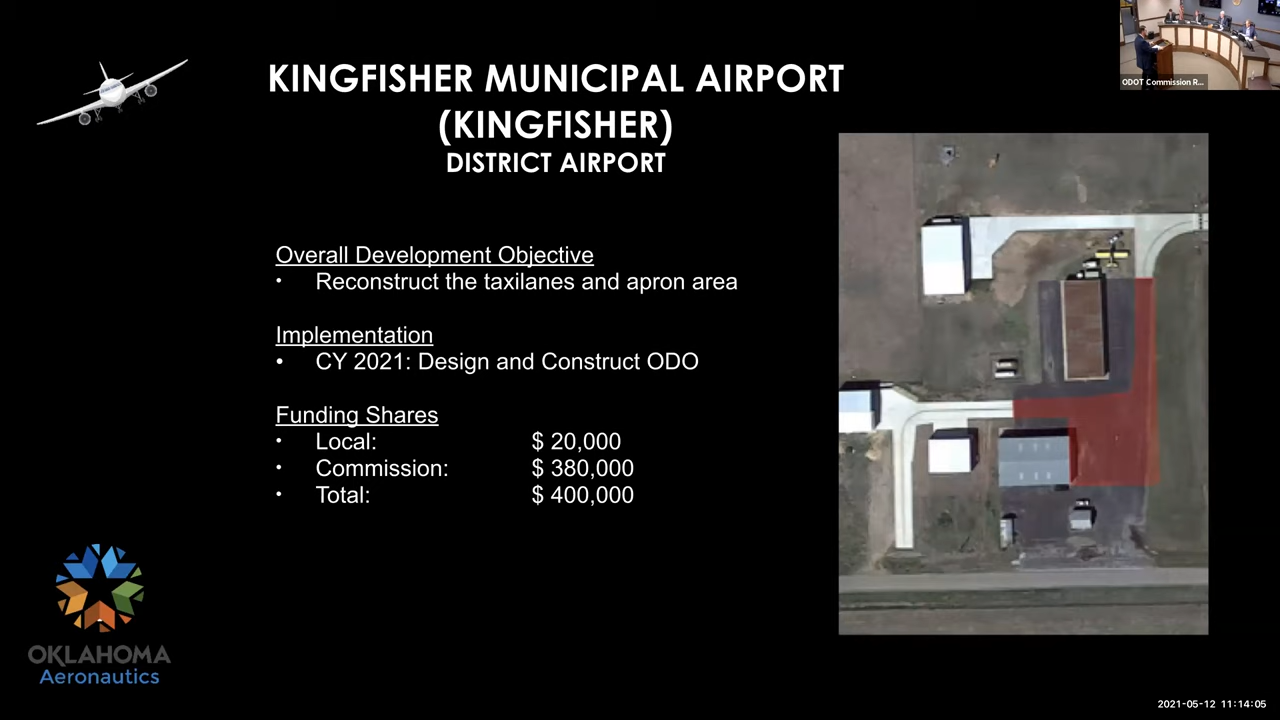 KINGFISHER MUNICIPAL AIRPORT
(KINGFISHER)
DISTRICT AIRPORT
Overall Development Objective
• Reconstruct the taxilanes and apron area
Implementation
• CY 2021: Design and Construct ODO
Funding Shares
• Local: $ 20,000
• Commission: $ 380,000
• Total: $ 400,000
OKLAHOMA
Aeronautics
ODOT Commission R...
2021-05-12 11:14:05